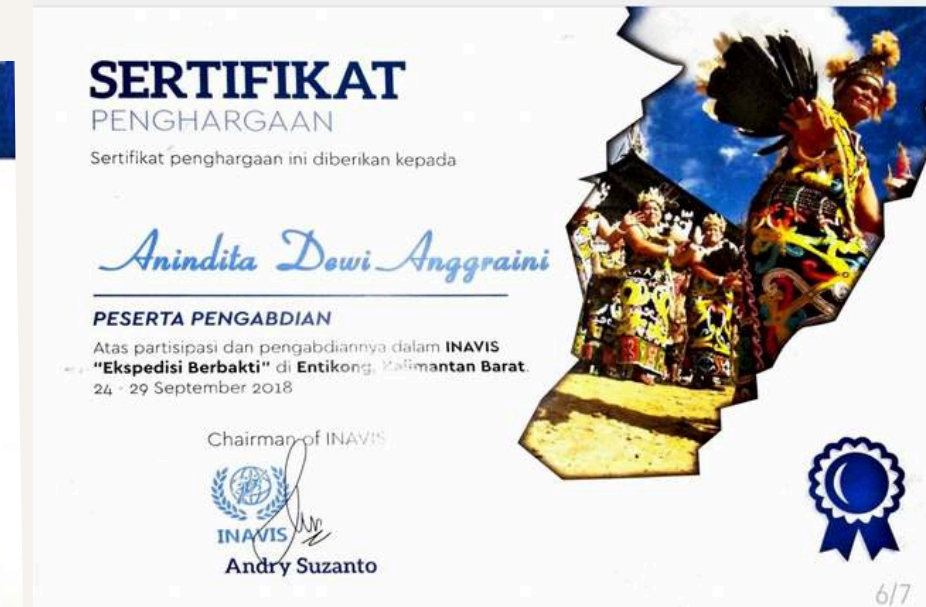 SERTIFIKAT
PENGHARGAAN
Sertifikat penghargaan ini diberikan kepada
Anindita Dewi Anggraini
PESERTA PENGABDIAN
Atas partisipasi dan pengabdiannya dalam INAVIS
"Ekspedisi Berbakti" di Entikong, Kalimantan Barat.
24 - 29 September 2018
Chairman of INAVIS
INAVIS
Andry Suzanto
6/7